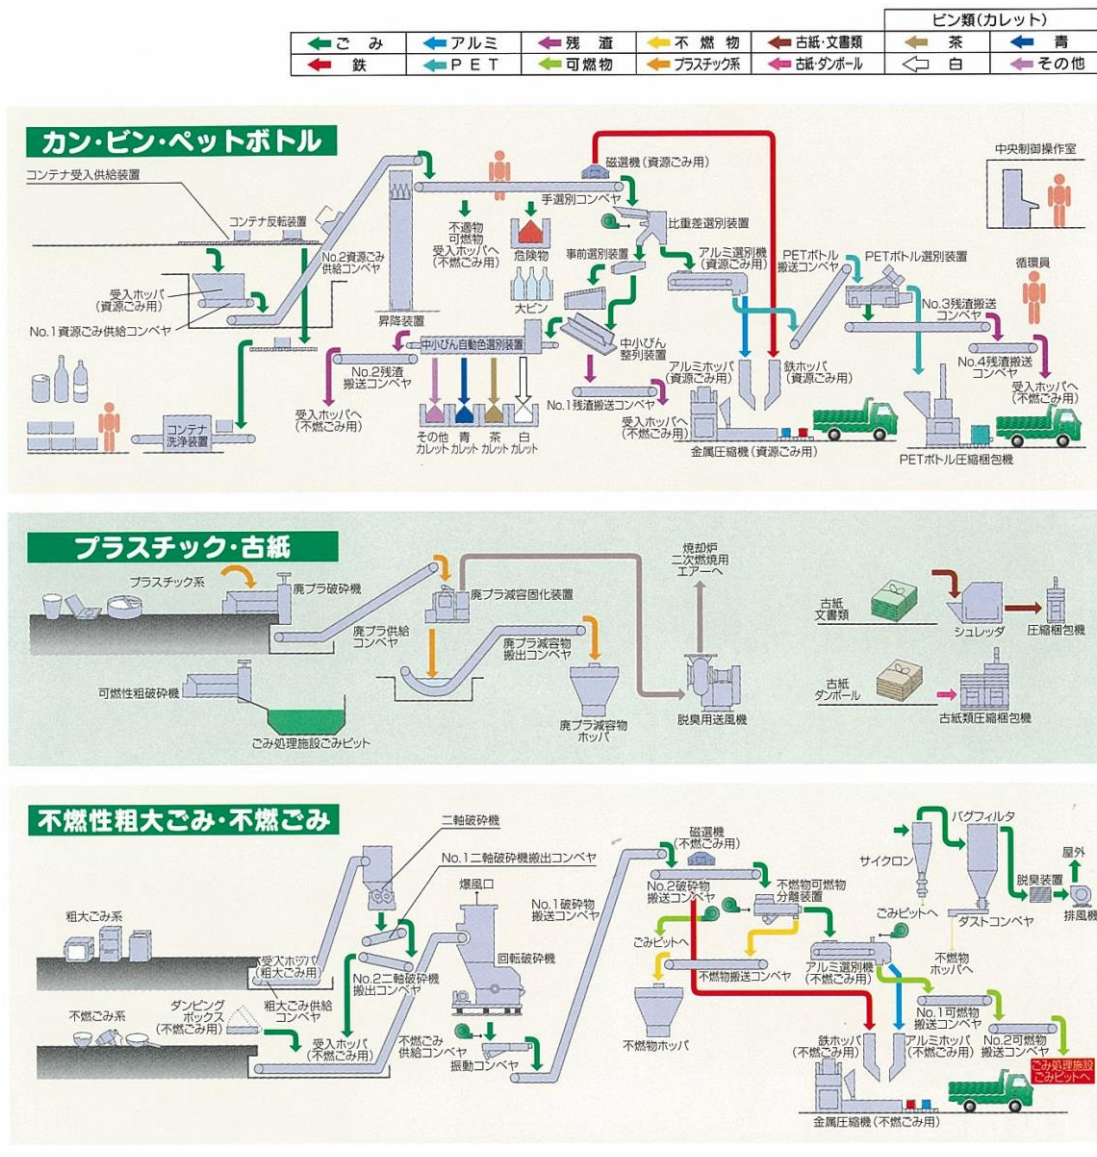 ビン類(カレット)
ごみ
アルミ
残渣
不燃物
古紙・文書類
茶
青
鉄
PET
可燃物
プラスチック系
古紙・ダンボール
白
その他
カン・ビン・ペットボトル
コンテナ受入供給装置
コンテナ反転装置
No.2資源ごみ
供給コンベヤ
受入ホッパ
(資源ごみ用)
No.1資源ごみ供給コンベヤ
コンテナ
洗浄装置
昇降装置
手選別コンベヤ
不適物
可燃物
受入ホッパへ
(不燃ごみ用)
危険物
大ビン
磁選機(資源ごみ用)
比重差選別装置
事前選別装置
アルミ選別機
(資源ごみ用)
中小びん自動色選別装置
中小びん
整列装置
No.2残渣
搬送コンベヤ
受入ホッパへ
(不燃ごみ用)
その他
カレット
青
カレット
茶
カレット
白
カレット
No.1残渣搬送コンベヤ
受入ホッパへ
(不燃ごみ用)
アルミホッパ
(資源ごみ用)
鉄ホッパ
(資源ごみ用)
金属圧縮機(資源ごみ用)
PETボトル
搬送コンベヤ
PETボトル選別装置
No.3残渣搬送
コンベヤ
No.4残渣搬送
コンベヤ
受入ホッパへ
(不燃ごみ用)
PETボトル圧縮梱包機
中央制御操作室
循環員
プラスチック・古紙
プラスチック系
廃プラ破砕機
廃プラ供給
コンベヤ
廃プラ減容固化装置
廃プラ減容物
搬出コンベヤ
廃プラ減容物
ホッパ
焼却炉
二次燃焼用
エアーへ
脱臭用送風機
可燃性粗破砕機
ごみ処理施設ごみピット
古紙
文書類
シュレッダ
圧縮梱包機
古紙
ダンボール
古紙類圧縮梱包機
不燃性粗大ごみ・不燃ごみ
二軸破砕機
No.1二軸破砕機搬出コンベヤ
爆風口
粗大ごみ系
受入ホッパ
(粗大ごみ用)
粗大ごみ供給
コンベヤ
No.2二軸破砕機
搬出コンベヤ
回転破砕機
不燃ごみ系
ダンピング
ボックス
(不燃ごみ用)
受入ホッパ
(不燃ごみ用)
不燃ごみ
供給コンベヤ
振動コンベヤ
No.1破砕物
搬送コンベヤ
磁選機
(不燃ごみ用)
No.2破砕物
搬送コンベヤ
不燃物可燃物
分離装置
ごみピットへ
不燃物搬送コンベヤ
不燃物ホッパ
アルミ選別機
(不燃ごみ用)
サイクロン
バグフィルタ
ごみピットへ
ダストコンベヤ
不燃物
ホッパへ
脱臭装置
屋外
排風機
No.1可燃物
搬送コンベヤ
No.2可燃物
搬送コンベヤ
ごみ処理施設
ごみピットへ
鉄ホッパ
(不燃ごみ用)
アルミホッパ
(不燃ごみ用)
金属圧縮機(不燃ごみ用)